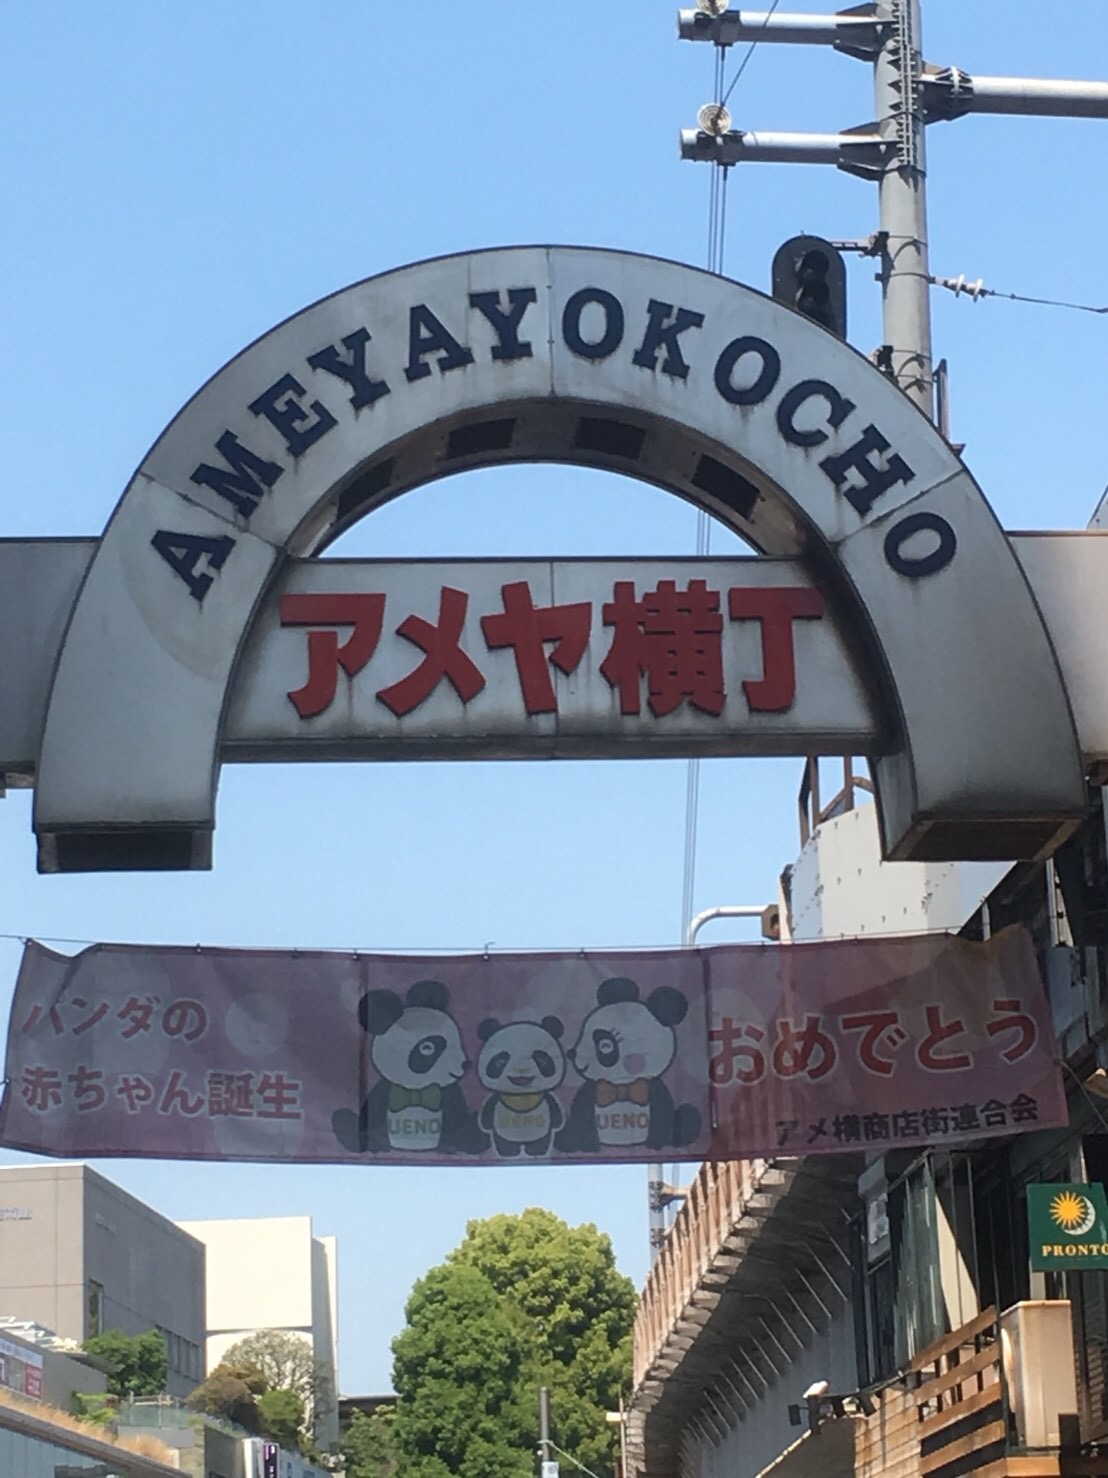 AMEYAYOKOCHO
アメヤ横丁
パンダの
赤ちゃん誕生
おめでとう
UENO
UENO
UENO
アメ横商店街連合会
PRONTO